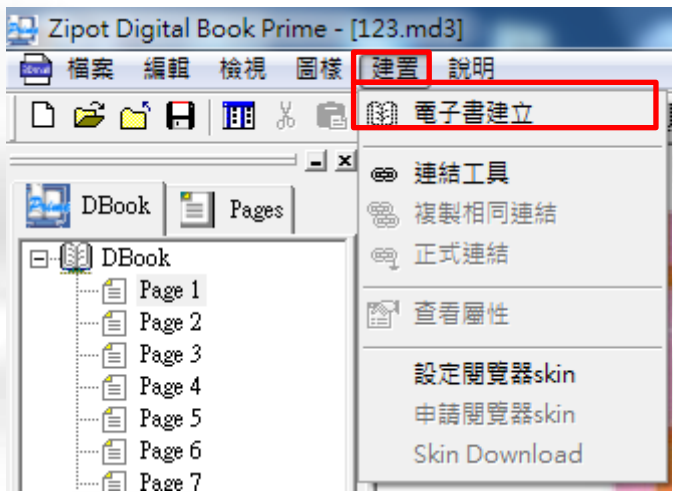 Zipot Digital Book Prime - [123.md3]
檔案 編輯 檢視 圖樣 建置 說明
電子書建立
連結工具
複製相同連結
正式連結
查看屬性
設定閱覽器skin
申請閱覽器skin
Skin Download
DBook Pages
DBook
Page 1
Page 2
Page 3
Page 4
Page 5
Page 6
Page 7